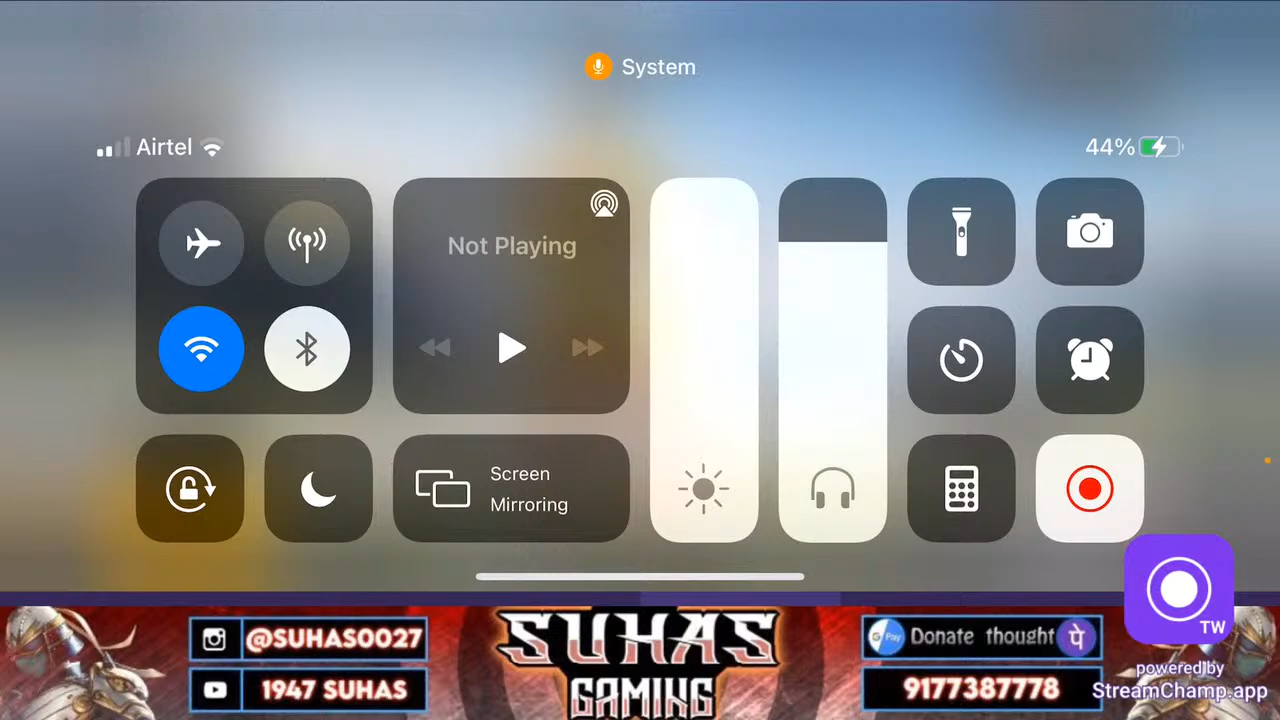 System
Airtel
44%
Not Playing
Screen
Mirroring
@SUHAS0027
1947 SUHAS
SUHAS
GAMING
G Pay Donate thought पे
9177387778
TW
powered by
StreamChamp.app